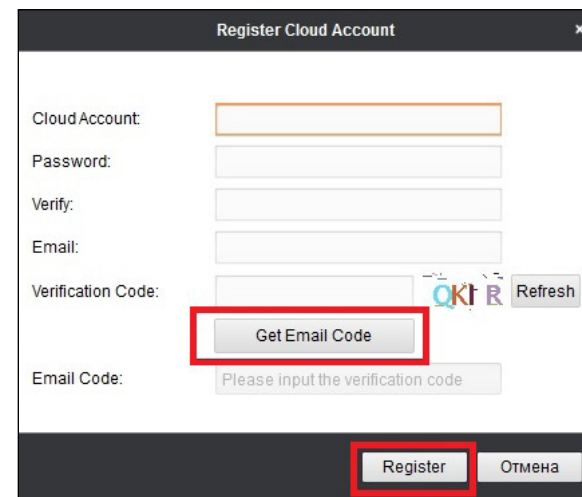 Register Cloud Account ×
Cloud Account:
Password:
Verify:
Email:
Verification Code: Refresh
Get Email Code
Email Code: Please input the verification code
Register Отмена